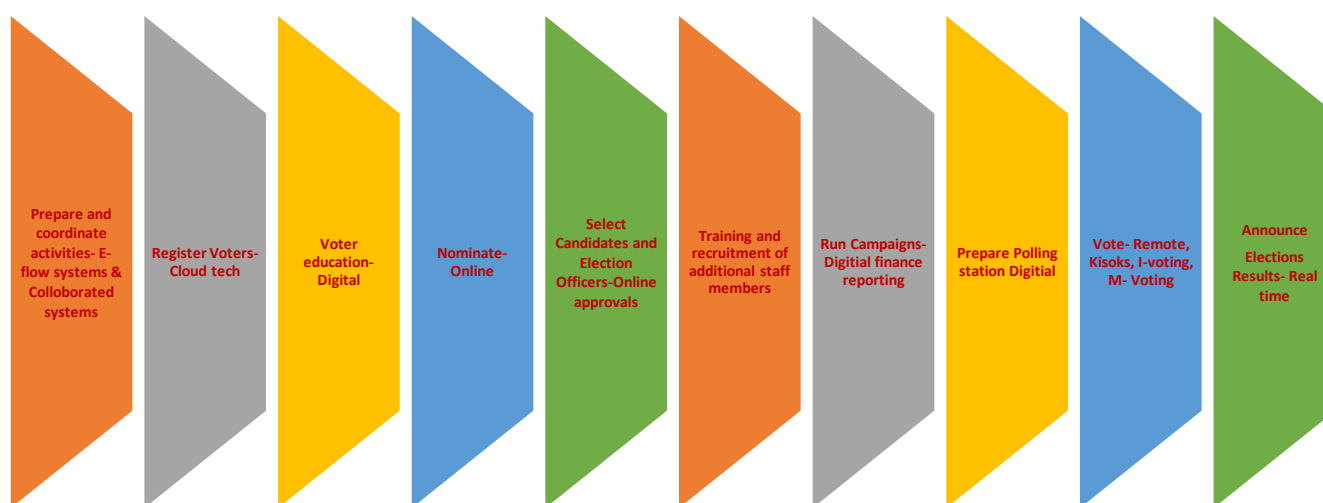 Prepare and
coordinate
activities- E-
flow systems &
Colloborated
systems
Register Voters-
Cloud tech
Voter
education-
Digital
Nominate-
Online
Select
Candidates and
Election
Officers-Online
approvals
Training and
recruitment of
additional staff
members
Run Campaigns-
Digitial finance
reporting
Prepare Polling
station Digitial
Vote- Remote,
Kisoks, I-voting,
M- Voting
Announce
Elections
Results- Real
time